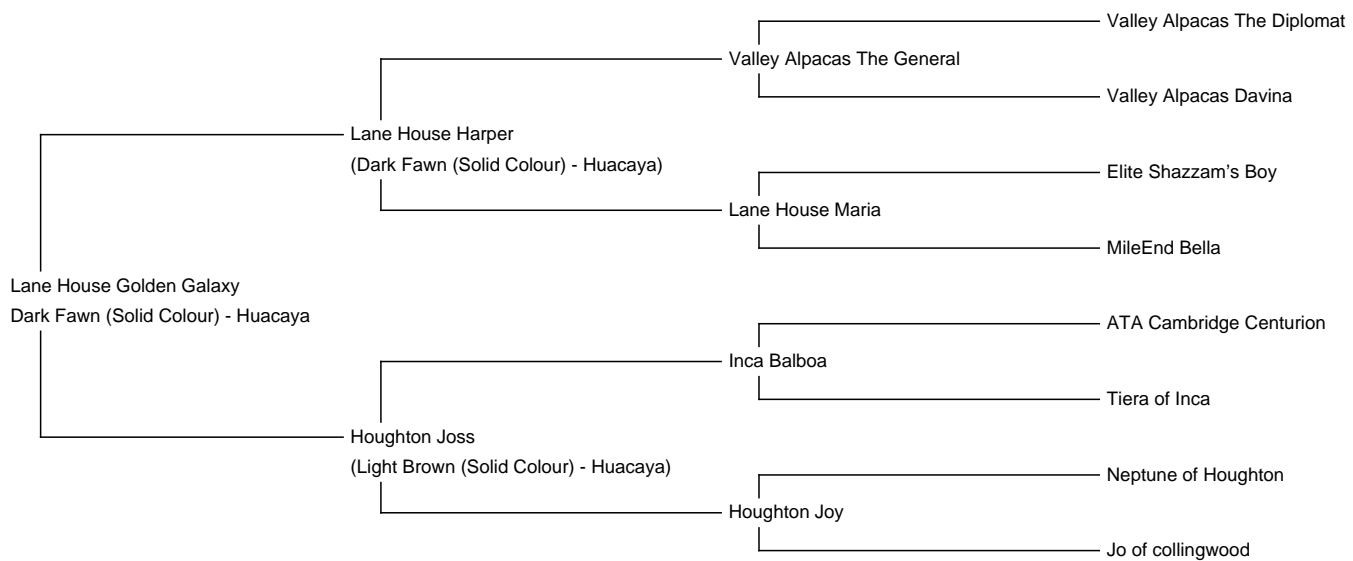 Valley Alpacas The Diplomat
Valley Alpacas The General
Valley Alpacas Davina
Lane House Harper
(Dark Fawn (Solid Colour) - Huacaya)
Elite Shazzam’s Boy
Lane House Maria
MileEnd Bella
Lane House Golden Galaxy
Dark Fawn (Solid Colour) - Huacaya
ATA Cambridge Centurion
Inca Balboa
Tiera of Inca
Houghton Joss
(Light Brown (Solid Colour) - Huacaya)
Neptune of Houghton
Houghton Joy
Jo of collingwood